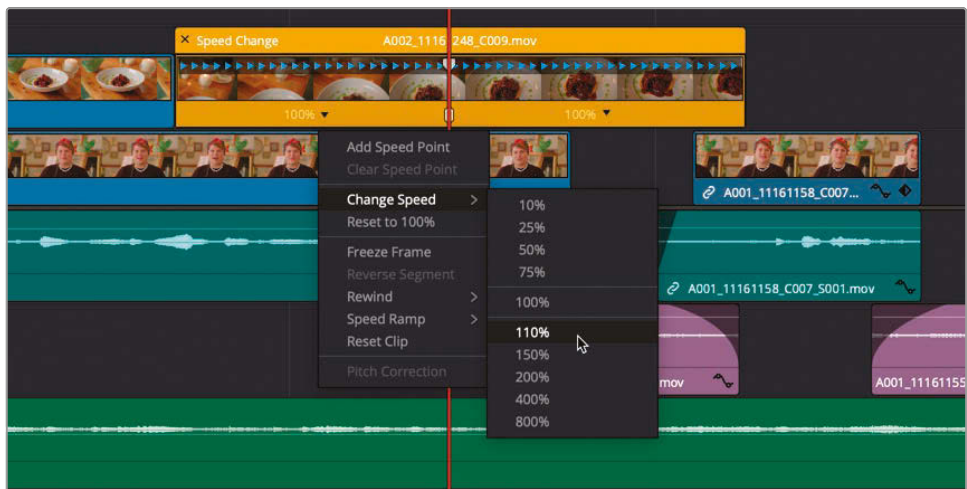 × Speed Change A002_1116 248_C009.mov
100% ▼ 100% ▼
Add Speed Point
Clear Speed Point
Change Speed >
Reset to 100%
Freeze Frame
Reverse Segment
Rewind >
Speed Ramp >
Reset Clip
Pitch Correction
10%
25%
50%
75%
100%
110%
150%
200%
400%
800%
A001_11161158_C007...
A001_11161158_C007_S001.mov
mov
A001_11161155